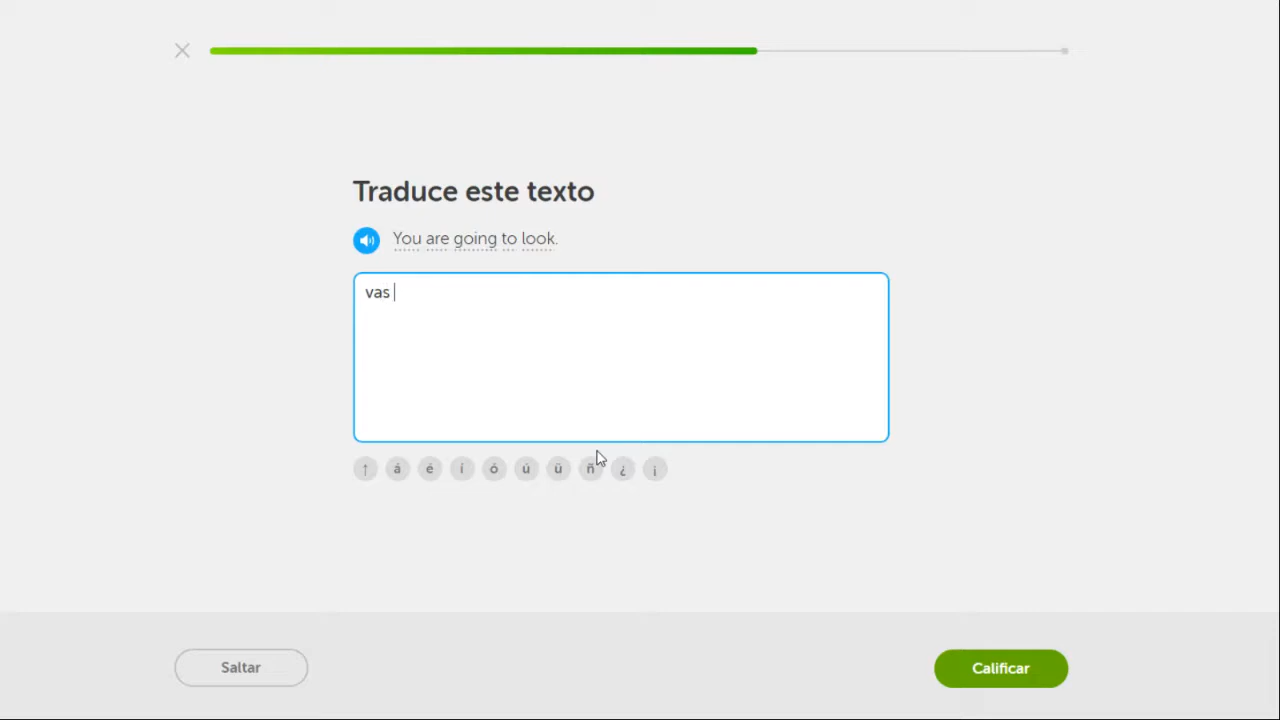 Traduce este texto
You are going to look.
vas
↑ á é í ó ú ü ñ ¿ ¡
Saltar
Calificar